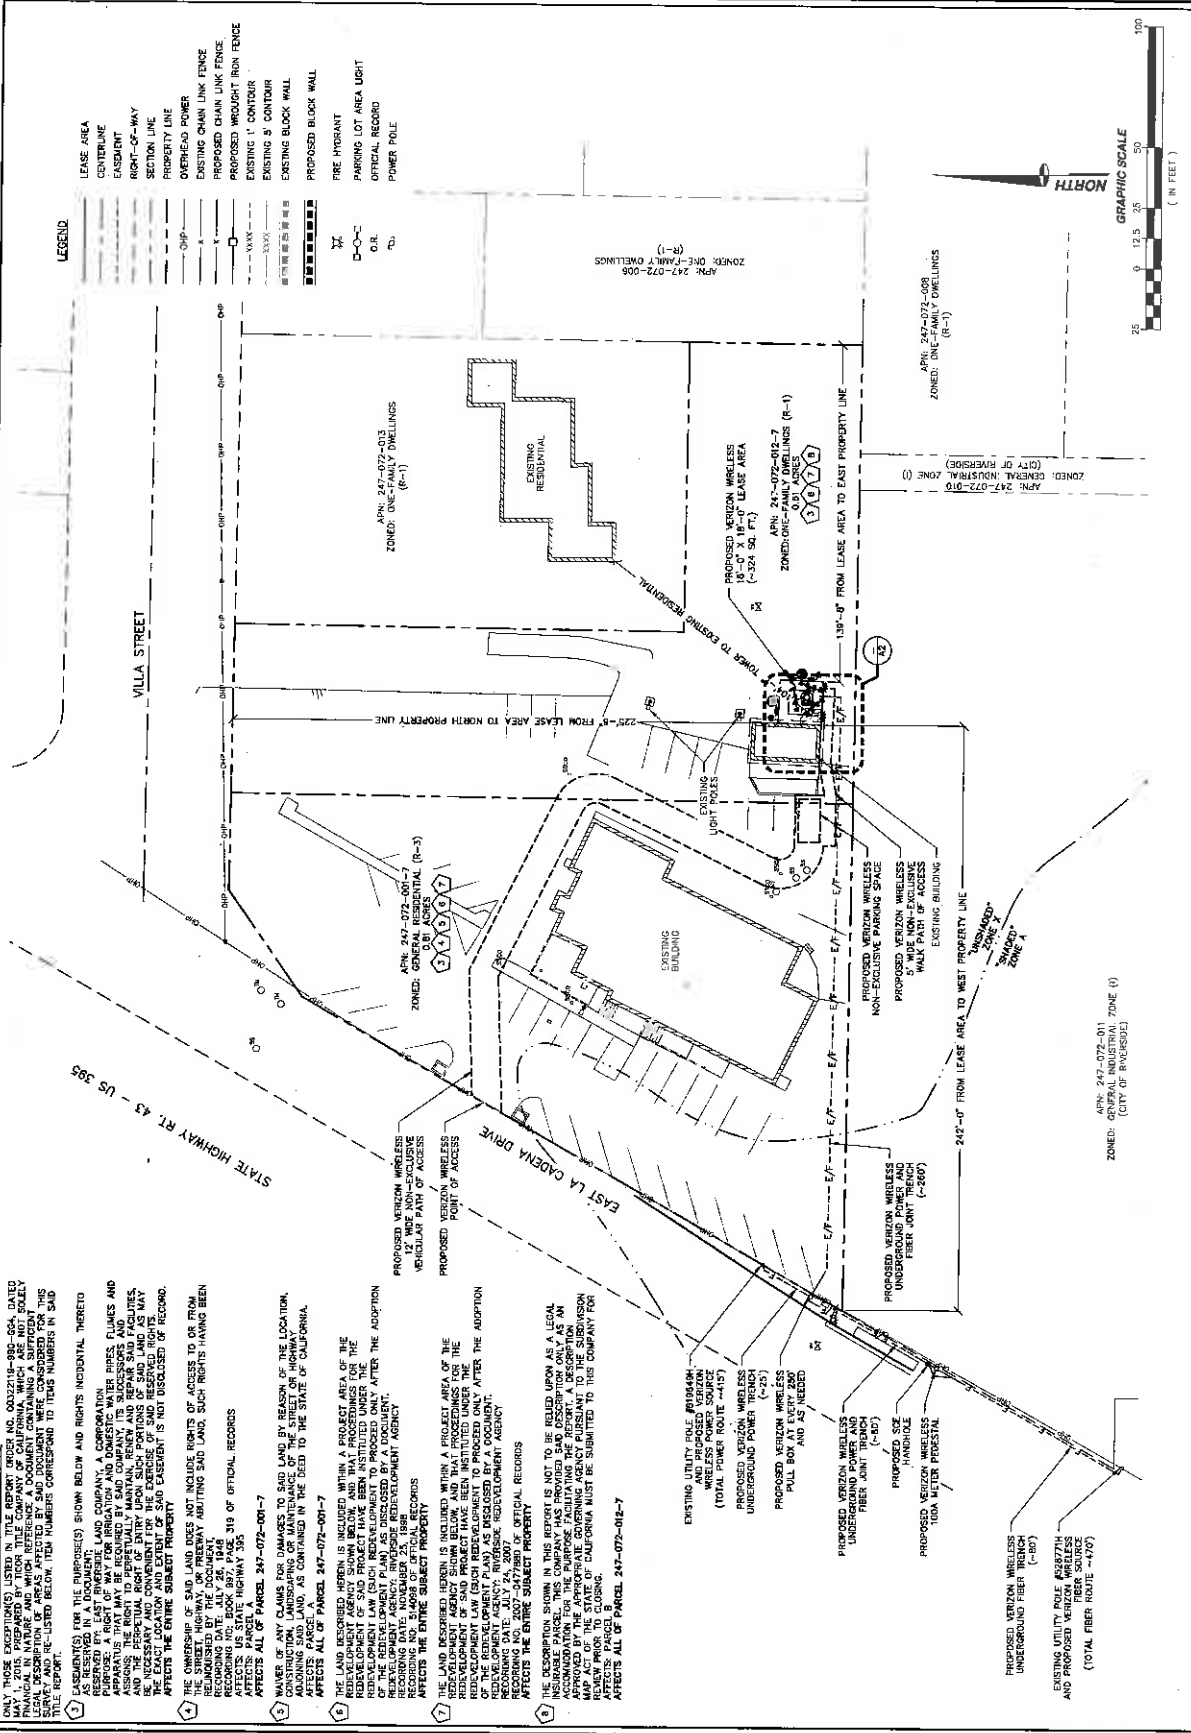 ONLY THOSE EXCEPTION(S) LISTED IN TITLE REPORT ORDER NO. 00322118-990-GG4, DATED
MAY 1, 2015, PREPARED BY TICOR TITLE COMPANY OF CALIFORNIA, WHICH ARE NOT SOLELY
FINANCIAL IN NATURE AND WHICH REFERENCE A DOCUMENT CONTAINING A SUFFICIENT
LEGAL DESCRIPTION OF AREAS AFFECTED BY SAID DOCUMENT WERE CONSIDERED FOR THIS
SURVEY AND RE-LISTED BELOW. ITEM NUMBERS CORRESPOND TO ITEMS NUMBERS IN SAID
TITLE REPORT.
3 EASEMENT(S) FOR THE PURPOSE(S) SHOWN BELOW AND RIGHTS INCIDENTAL THERETO
AS RESERVED IN A DOCUMENT;
RESERVED BY: EAST RIVERSIDE LAND COMPANY, A CORPORATION
PURPOSE: A RIGHT OF WAY FOR IRRIGATION AND DOMESTIC WATER PIPES, FLUMES AND
APPARATUS THAT MAY BE REQUIRED BY SAID COMPANY, ITS SUCCESSORS AND
ASSIGNS; THE RIGHT PERPETUALLY MAINTAIN, RENEW AND REPAIR SAID FACILITIES,
AND THE PERPETUAL RIGHT OF ENTRY UPON SUCH PORTIONS OF SAID LAND AS MAY
BE NECESSARY AND CONVENIENT FOR THE EXERCISE OF SAID RESERVED RIGHTS.
THE EXACT LOCATION AND EXTENT OF SAID EASEMENT IS NOT DISCLOSED OF RECORD.
AFFECTS THE ENTIRE SUBJECT PROPERTY
4 THE OWNERSHIP OF SAID LAND DOES NOT INCLUDE RIGHTS OF ACCESS TO OR FROM
THE STREET, HIGHWAY, OR FREEWAY ABUTTING SAID LAND, SUCH RIGHTS HAVING BEEN
RELINQUISHED BY THE DOCUMENT,
RECORDING DATE: JULY 26, 1948
RECORDING NO: BOOK 997, PAGE 319 OF OFFICIAL RECORDS
AFFECTS: US STATE HIGHWAY 395
AFFECTS: PARCEL A
AFFECTS ALL OF PARCEL 247-072-001-7
5 WAIVER OF ANY CLAIMS FOR DAMAGES TO SAID LAND BY REASON OF THE LOCATION,
CONSTRUCTION, LANDSCAPING OR MAINTENANCE OF THE STREET OR HIGHWAY
ADJOINING SAID LAND, AS CONTAINED IN THE DEED TO THE STATE OF CALIFORNIA.
AFFECTS: PARCEL A
AFFECTS ALL OF PARCEL 247-072-001-7
6 THE LAND DESCRIBED HEREIN IS INCLUDED WITHIN A PROJECT AREA OF THE
REDEVELOPMENT AGENCY SHOWN BELOW, AND THAT PROCEEDINGS FOR THE
REDEVELOPMENT OF SAID PROJECT HAVE BEEN INSTITUTED UNDER THE
REDEVELOPMENT LAW (SUCH REDEVELOPMENT TO PROCEED ONLY AFTER THE ADOPTION
OF THE REDEVELOPMENT PLAN) AS DISCLOSED BY A DOCUMENT.
REDEVELOPMENT AGENCY: RIVERSIDE REDEVELOPMENT AGENCY
RECORDING DATE: NOVEMBER 25, 1998
RECORDING NO: 514098 OF OFFICIAL RECORDS
AFFECTS THE ENTIRE SUBJECT PROPERTY
7 THE LAND DESCRIBED HEREIN IS INCLUDED WITHIN A PROJECT AREA OF THE
REDEVELOPMENT AGENCY SHOWN BELOW, AND THAT PROCEEDINGS FOR THE
REDEVELOPMENT OF SAID PROJECT HAVE BEEN INSTITUTED UNDER THE
REDEVELOPMENT LAW (SUCH REDEVELOPMENT TO PROCEED ONLY AFTER THE ADOPTION
OF THE REDEVELOPMENT PLAN) AS DISCLOSED BY A DOCUMENT.
REDEVELOPMENT AGENCY: RIVERSIDE REDEVELOPMENT AGENCY
RECORDING DATE: JULY 24, 2007
RECORDING NO: 2007-0477880 OF OFFICIAL RECORDS
AFFECTS THE ENTIRE SUBJECT PROPERTY
8 THE DESCRIPTION SHOWN IN THIS REPORT IS NOT TO BE RELIED UPON AS A LEGAL
INSURABLE PARCEL. THIS COMPANY HAS PROVIDED SAID DESCRIPTION ONLY AS AN
ACCOMMODATION FOR THE PURPOSE FACILITATING THE REPORT. A DESCRIPTION
APPROVED BY THE APPROPRIATE GOVERNING AGENCY PURSUANT TO THE SUBDIVISION
MAP ACT OF THE STATE OF CALIFORNIA MUST BE SUBMITTED TO THIS COMPANY FOR
REVIEW PRIOR TO CLOSING.
AFFECTS: PARCEL B
AFFECTS ALL OF PARCEL 247-072-012-7
STATE HIGHWAY RT. 43 - US 395
VILLA STREET
EAST LA CADENA DRIVE
LEGEND
LEASE AREA
CENTERLINE
EASEMENT
RIGHT-OF-WAY
SECTION LINE
PROPERTY LINE
OHP OVERHEAD POWER
X EXISTING CHAIN LINK FENCE
X PROPOSED CHAIN LINK FENCE
PROPOSED WROUGHT IRON FENCE
XXXX EXISTING 1' CONTOUR
XXXX EXISTING 5' CONTOUR
EXISTING BLOCK WALL
PROPOSED BLOCK WALL
FIRE HYDRANT
PARKING LOT AREA LIGHT
O.R. OFFICIAL RECORD
POWER POLE
APN: 247-072-001-7
ZONED: GENERAL RESIDENTIAL (R-3)
0.81 ACRES
3 4 5 6 7
APN: 247-072-013
ZONED: ONE-FAMILY DWELLINGS
(R-1)
EXISTING
RESIDENTIAL
APN: 247-072-006
ZONED: ONE-FAMILY DWELLINGS
(R-1)
TOWER TO EXISTING RESIDENTIAL
225'-8" FROM LEASE AREA TO NORTH PROPERTY LINE
PROPOSED VERIZON WIRELESS
12' WIDE NON-EXCLUSIVE
VEHICULAR PATH OF ACCESS
PROPOSED VERIZON WIRELESS
POINT OF ACCESS
EXISTING
BUILDING
EXISTING
LIGHT POLES
PROPOSED VERIZON WIRELESS
18'-0" X 18'-0" LEASE AREA
(~324 SQ. FT.)
APN: 247-072-012-7
ZONED: ONE-FAMILY DWELLINGS (R-1)
0.81 ACRES
3 6 7 8
139'-8" FROM LEASE AREA TO EAST PROPERTY LINE
A2
PROPOSED VERIZON WIRELESS
NON-EXCLUSIVE PARKING SPACE
PROPOSED VERIZON WIRELESS
5' WIDE NON-EXCLUSIVE
WALK PATH OF ACCESS
EXISTING BUILDING
PROPOSED VERIZON WIRELESS
UNDERGROUND POWER AND
FIBER JOINT TRENCH
(~260')
242'-0" FROM LEASE AREA TO WEST PROPERTY LINE
"UNSHADED"
ZONE X
"SHADED"
ZONE A
EXISTING UTILITY POLE #919549H
AND PROPOSED VERIZON
WIRELESS POWER SOURCE
(TOTAL POWER ROUTE ~415')
PROPOSED VERIZON WIRELESS
UNDERGROUND POWER TRENCH
(~25')
PROPOSED VERIZON WIRELESS
PULL BOX AT EVERY 250'
AND AS NEEDED
PROPOSED VERIZON WIRELESS
UNDERGROUND POWER AND
FIBER JOINT TRENCH
(~50')
PROPOSED SCE
HANDHOLE
PROPOSED VERIZON WIRELESS
100A METER PEDESTAL
PROPOSED VERIZON WIRELESS
UNDERGROUND FIBER TRENCH
(~80')
EXISTING UTILITY POLE #528771H
AND PROPOSED VERIZON WIRELESS
FIBER SOURCE
(TOTAL FIBER ROUTE ~470')
APN: 247-072-011
ZONED: GENERAL INDUSTRIAL ZONE (I)
(CITY OF RIVERSIDE)
APN: 247-072-010
ZONED: GENERAL INDUSTRIAL ZONE (I)
(CITY OF RIVERSIDE)
APN: 247-072-008
ZONED: ONE-FAMILY DWELLINGS
(R-1)
NORTH
GRAPHIC SCALE
25 0 12.5 25 50 100
( IN FEET )